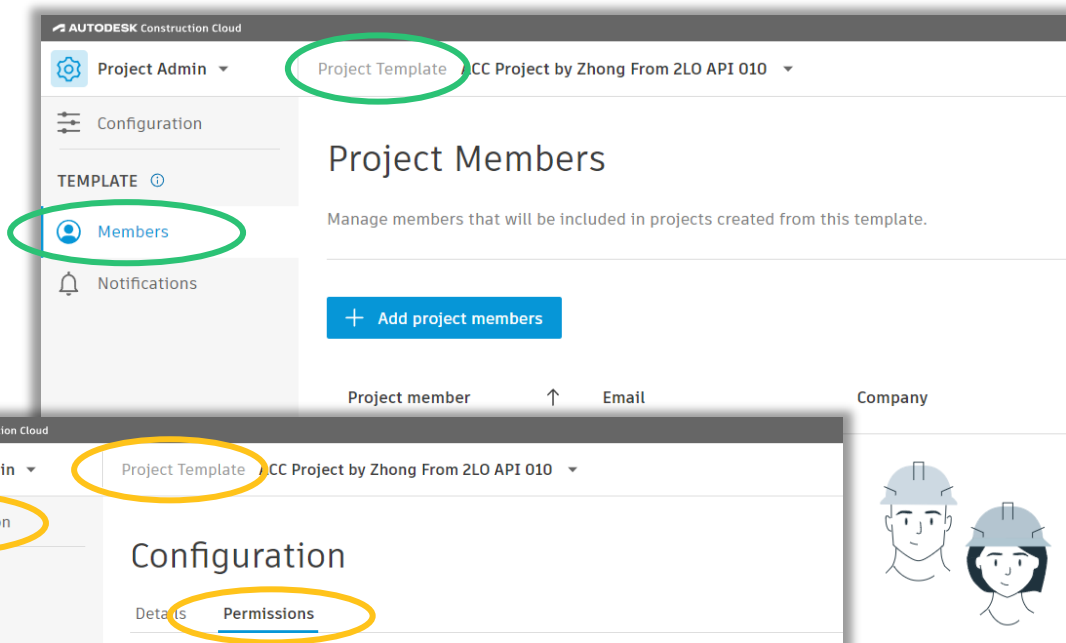 AUTODESK Construction Cloud
Project Admin
Project Template ACC Project by Zhong From 2LO API 010
Configuration
Project Members
TEMPLATE
Manage members that will be included in projects created from this template.
Members
Notifications
+ Add project members
Project member ↑ Email Company
ion Cloud
in
Project Template ACC Project by Zhong From 2LO API 010
on
Configuration
Details Permissions